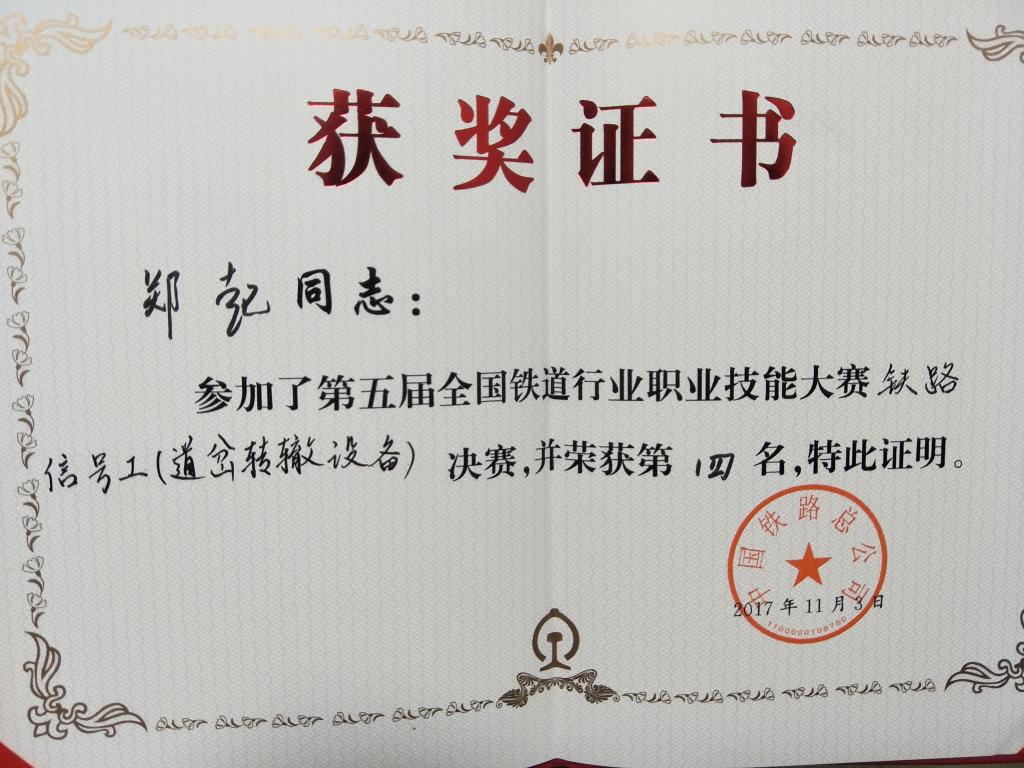 获奖证书
郑 同志：
参加了第五届全国铁道行业职业技能大赛铁路
信号工(道岔转辙设备) 决赛,并荣获第 四 名,特此证明。
中国铁路总公司
2017年11月3日
1100000106750